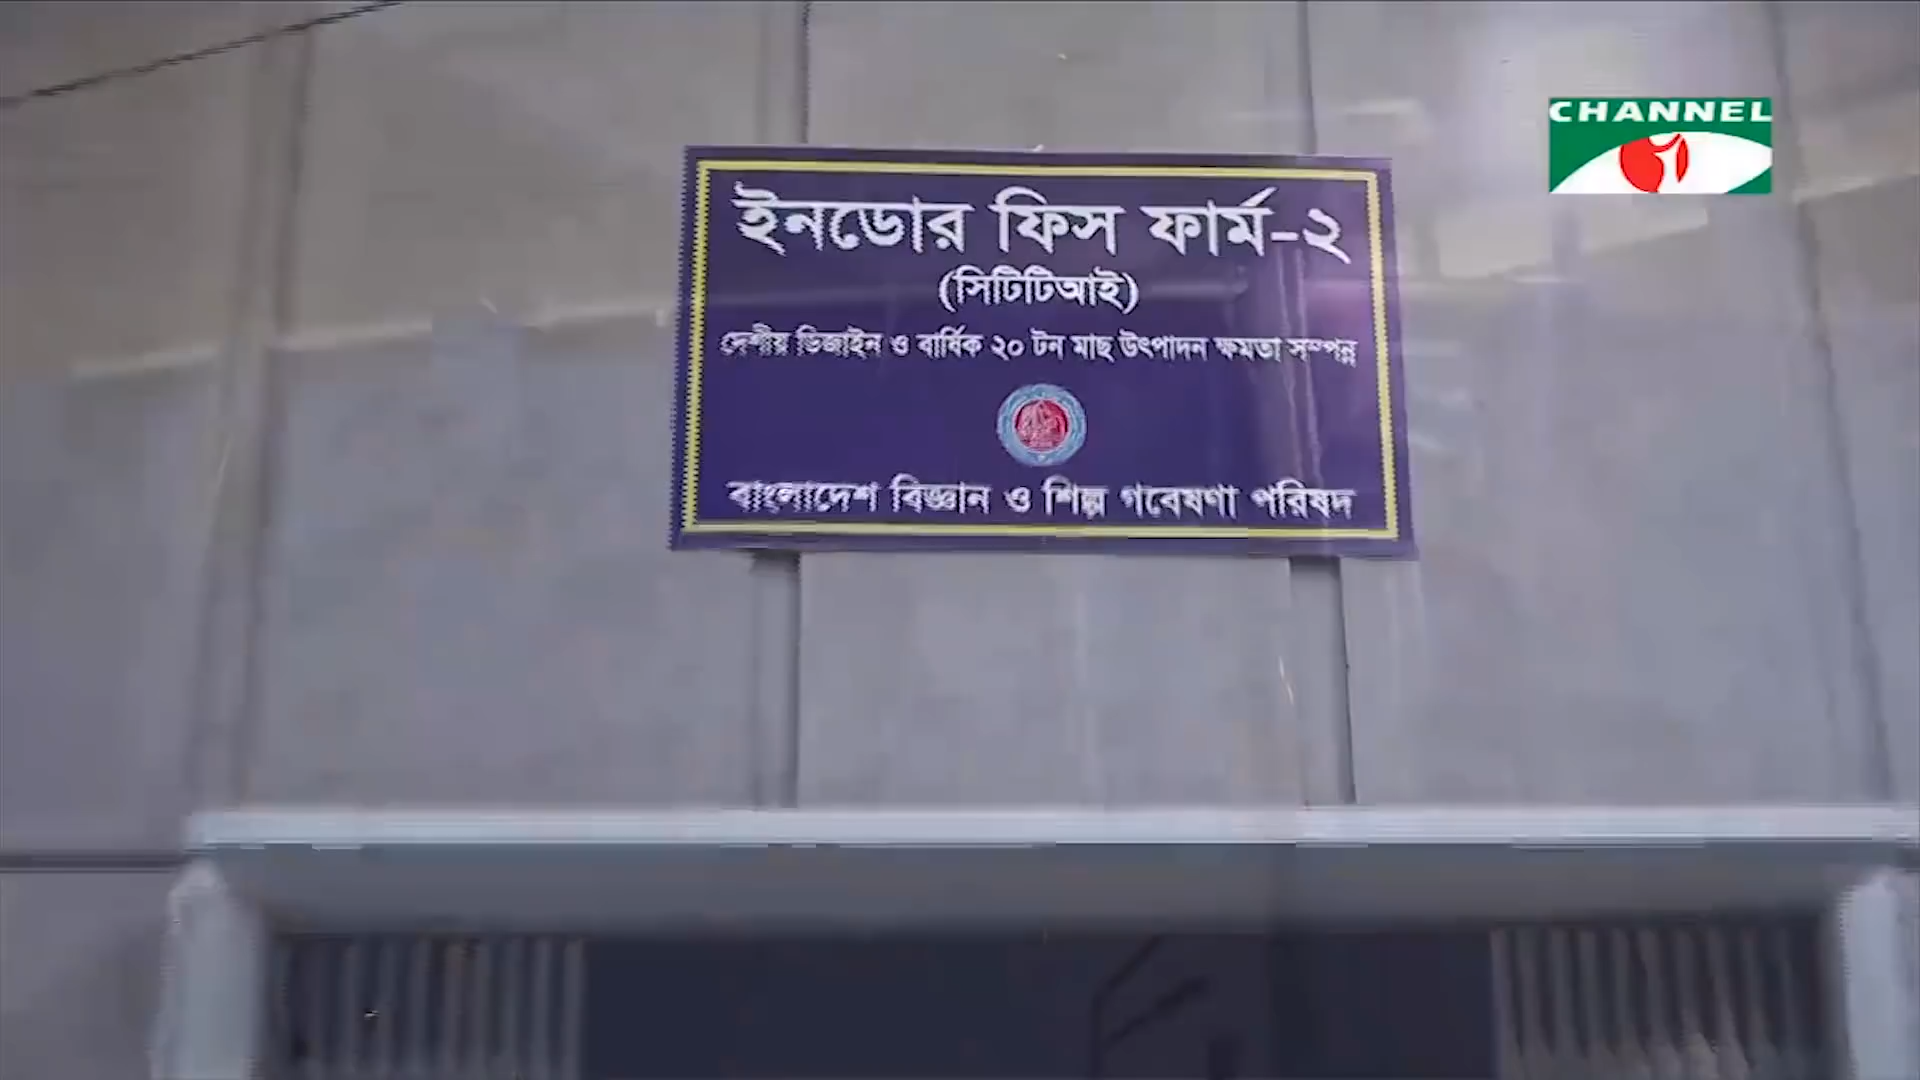 CHANNEL
ইনডোর ফিস ফার্ম-২
(সিটিটিআই)
দেশীয় ডিজাইন ও বার্ষিক ২০ টন মাছ উৎপাদন ক্ষমতা সম্পন্ন
বাংলাদেশ বিজ্ঞান ও শিল্প গবেষণা পরিষদ